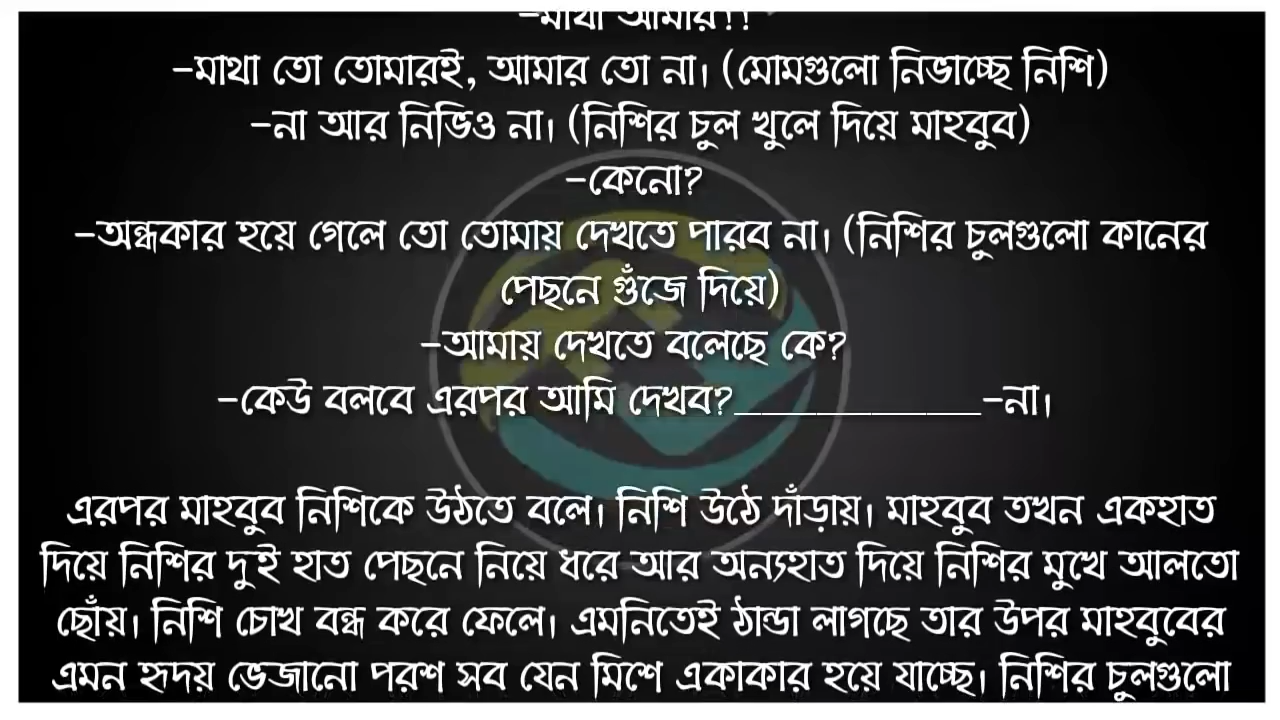 -মাথা আমার!!
-মাথা তো তোমারই, আমার তো না। (মোমগুলো নিভাচ্ছে নিশি)
-না আর নিভিও না। (নিশির চুল খুলে দিয়ে মাহবুব)
-কেনো?
-অন্ধকার হয়ে গেলে তো তোমায় দেখতে পারব না। (নিশির চুলগুলো কানের
পেছনে গুঁজে দিয়ে)
-আমায় দেখতে বলেছে কে?
-কেউ বলবে এরপর আমি দেখব?_________-না।
এরপর মাহবুব নিশিকে উঠতে বলে। নিশি উঠে দাঁড়ায়। মাহবুব তখন একহাত
দিয়ে নিশির দুই হাত পেছনে নিয়ে ধরে আর অন্যহাত দিয়ে নিশির মুখে আলতো
ছোঁয়। নিশি চোখ বন্ধ করে ফেলে। এমনিতেই ঠান্ডা লাগছে তার উপর মাহবুবের
এমন হৃদয় ভেজানো পরশ সব যেন মিশে একাকার হয়ে যাচ্ছে। নিশির চুলগুলো